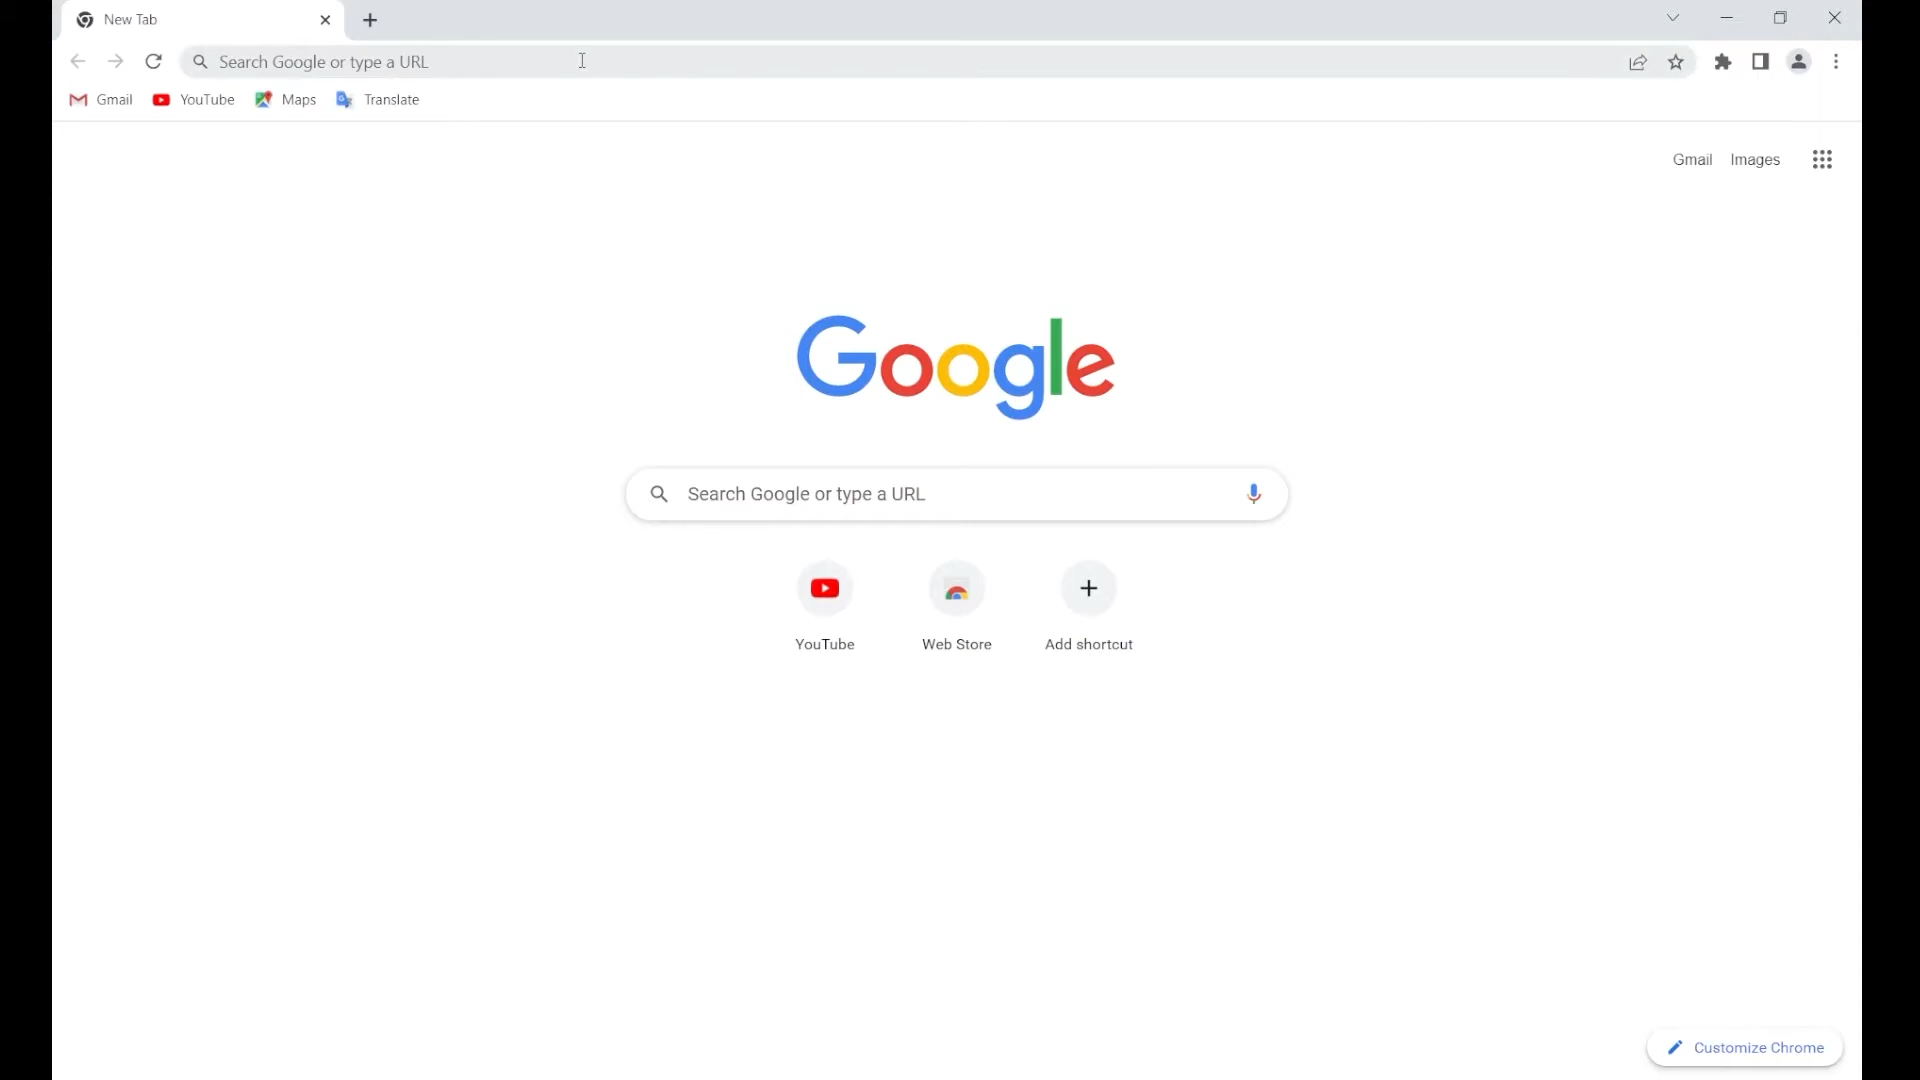 New Tab
Search Google or type a URL
Gmail YouTube Maps Translate
Gmail Images
Google
Search Google or type a URL
YouTube Web Store Add shortcut
Customize Chrome